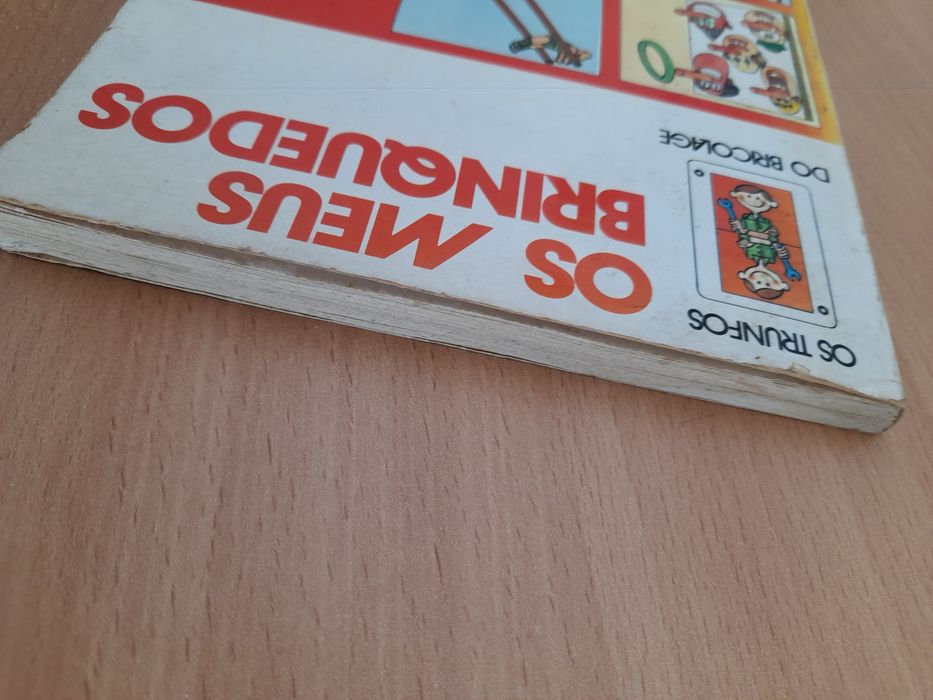 OS TRUNFOS
DO BRICOLAGE
OS MEUS
BRINQUEDOS